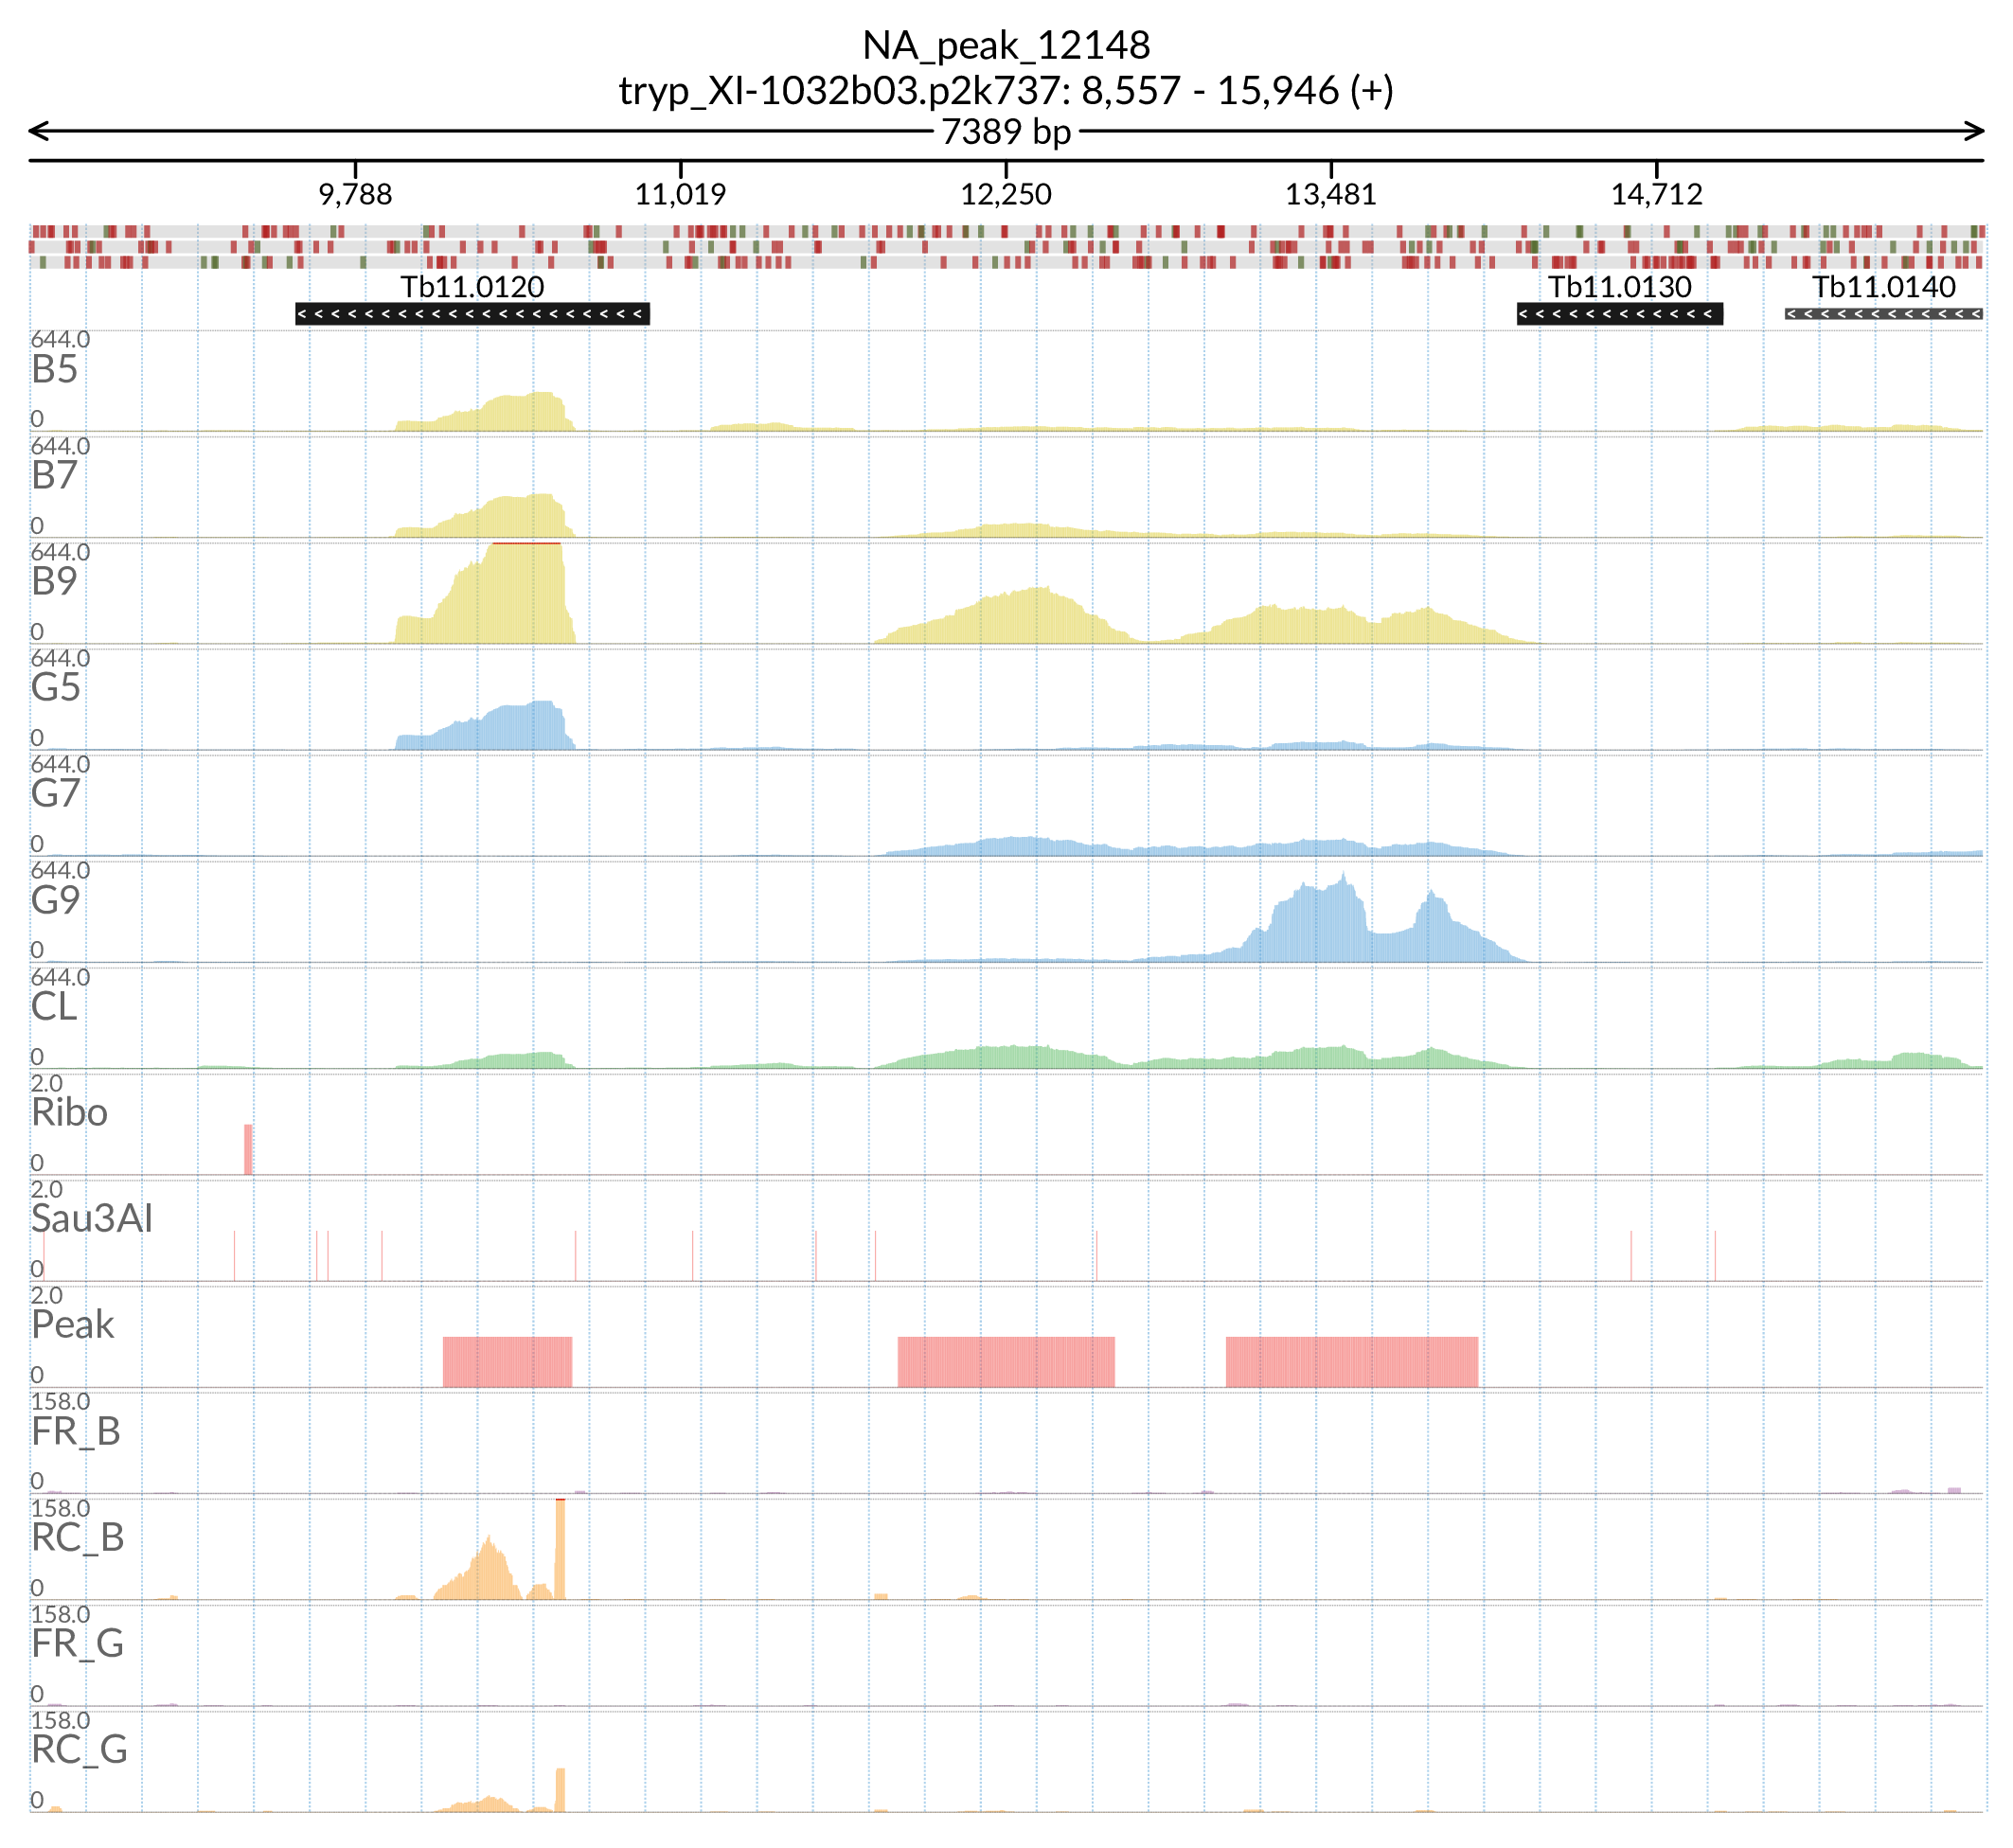 NA_peak_12148
tryp_XI-1032b03.p2k737: 8,557 - 15,946 (+)
7389 bp
9,788 11,019 12,250 13,481 14,712
Tb11.0120 Tb11.0130 Tb11.0140
644.0
B5
0
644.0
B7
0
644.0
B9
0
644.0
G5
0
644.0
G7
0
644.0
G9
0
644.0
CL
0
2.0
Ribo
0
2.0
Sau3AI
0
2.0
Peak
0
158.0
FR_B
0
158.0
RC_B
0
158.0
FR_G
0
158.0
RC_G
0